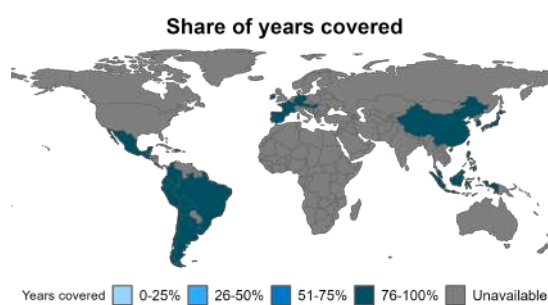 Share of years covered
Years covered 0-25% 26-50% 51-75% 76-100% Unavailable